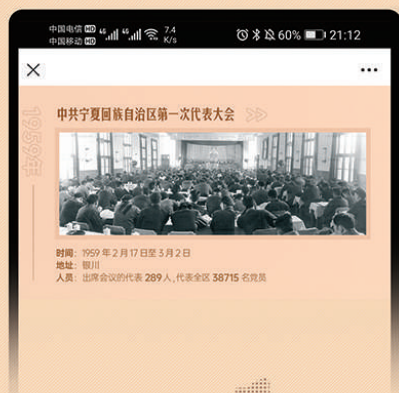 中国电信 HD 46 46 7.4
中国移动 HD K/s
60% 21:12
1959年
中共宁夏回族自治区第一次代表大会
时间：1959 年 2 月 17 日至 3 月 2 日
地址：银川
人员：出席会议的代表 289 人，代表全区 38715 名党员